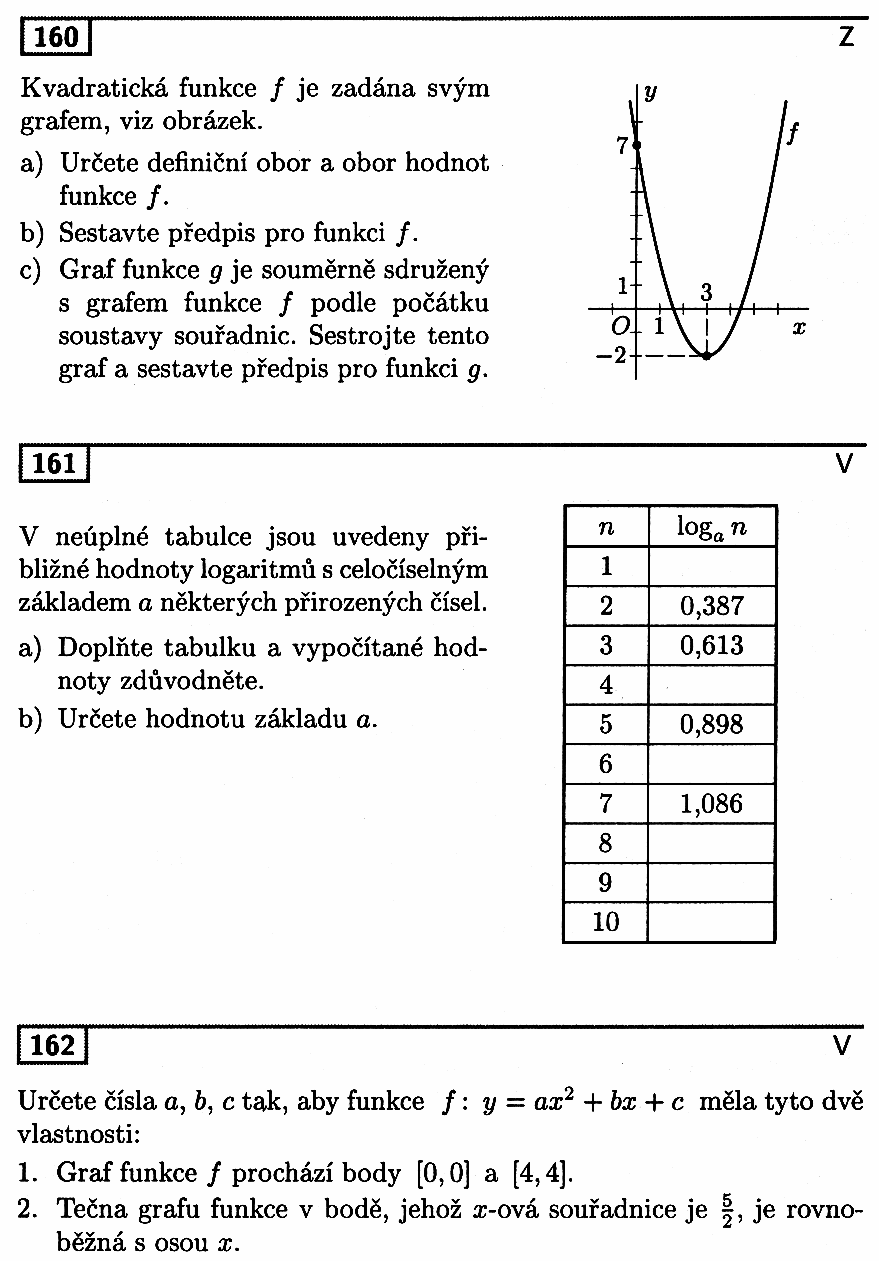 160 Z
Kvadratická funkce f je zadána svým
grafem, viz obrázek.
a) Určete definiční obor a obor hodnot
funkce f.
b) Sestavte předpis pro funkci f.
c) Graf funkce g je souměrně sdružený
s grafem funkce f podle počátku
soustavy souřadnic. Sestrojte tento
graf a sestavte předpis pro funkci g.
y
f
7
1
3
O 1 x
−2
161 V
V neúplné tabulce jsou uvedeny při-
bližné hodnoty logaritmů s celočíselným
základem a některých přirozených čísel.
a) Doplňte tabulku a vypočítané hod-
noty zdůvodněte.
b) Určete hodnotu základu a.
n logₐ n
1
2 0,387
3 0,613
4
5 0,898
6
7 1,086
8
9
10
162 V
Určete čísla a, b, c tak, aby funkce f: y = ax² + bx + c měla tyto dvě
vlastnosti:
1. Graf funkce f prochází body [0, 0] a [4, 4].
2. Tečna grafu funkce v bodě, jehož x-ová souřadnice je 5/2, je rovno-
běžná s osou x.